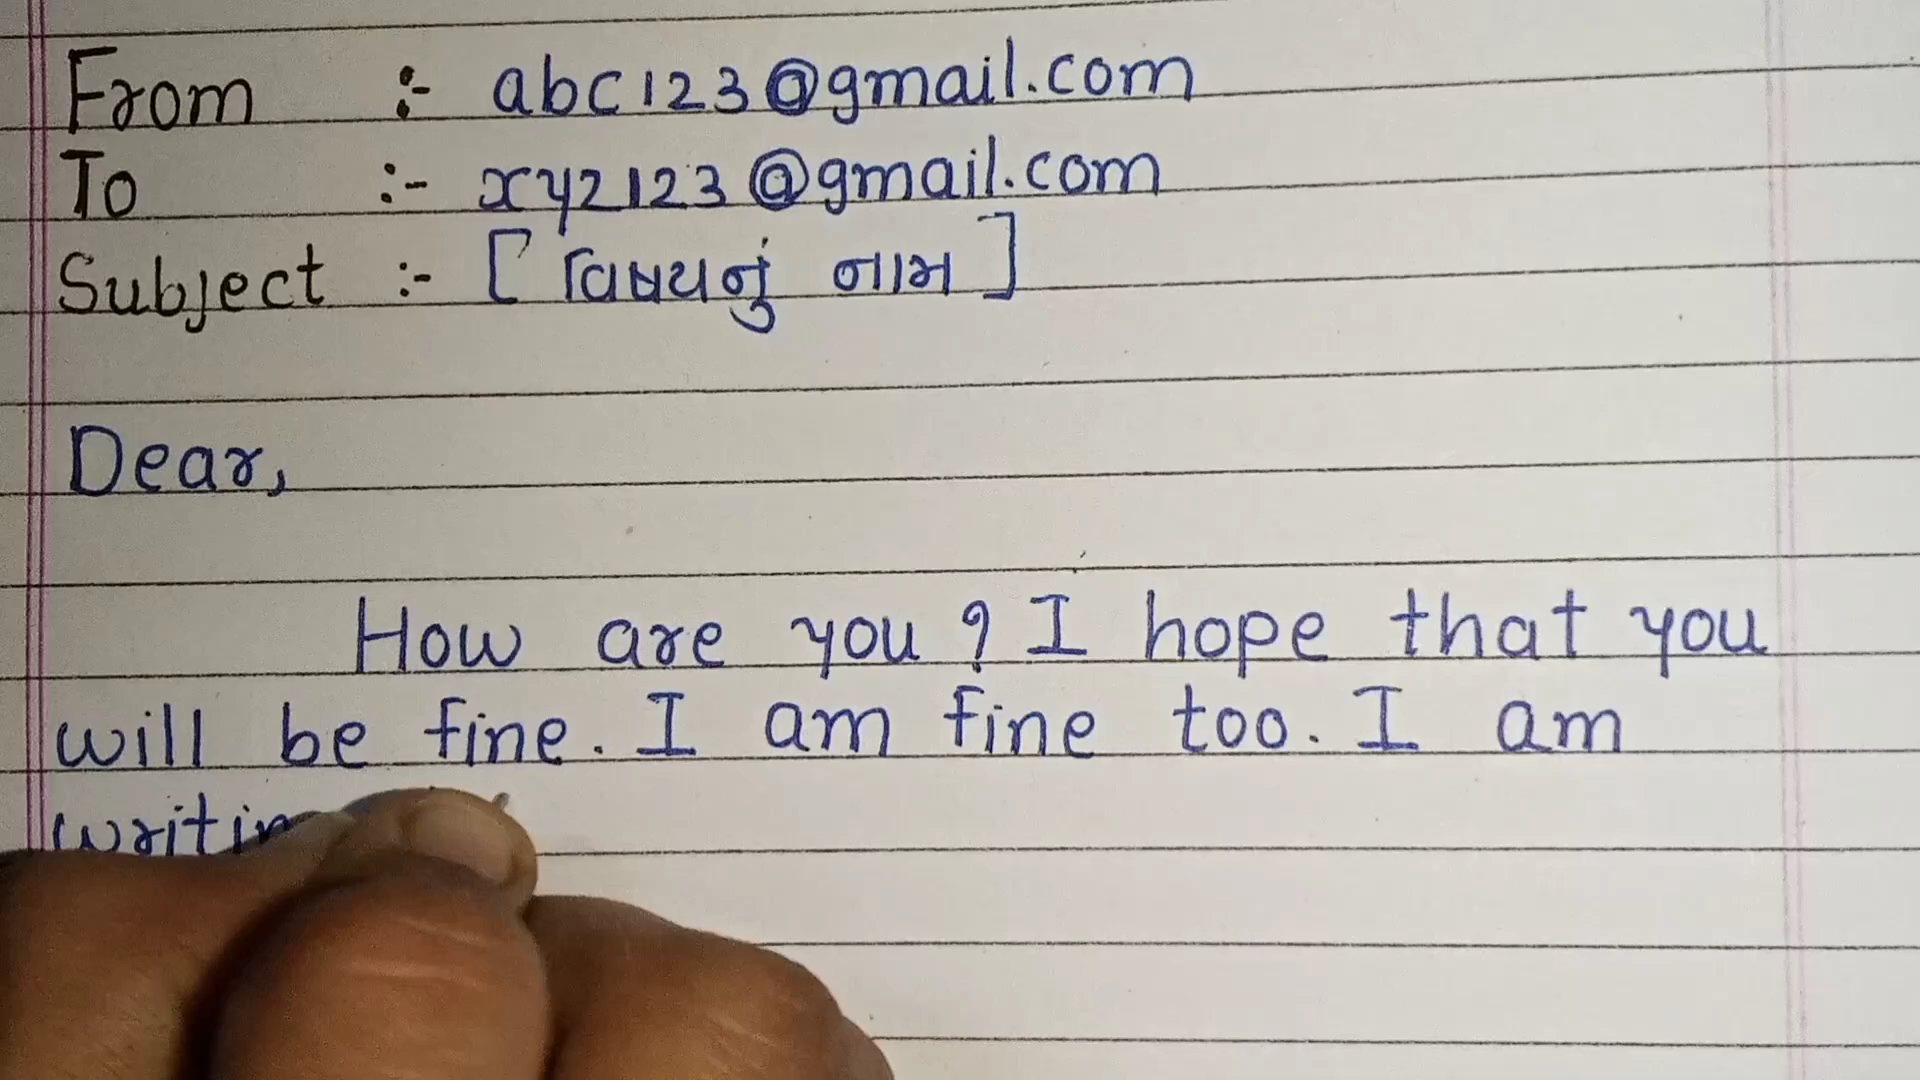 From :- abc123@gmail.com
To :- xyz123@gmail.com
Subject :- [ વિષયનું નામ ]
Dear,
How are you? I hope that you
will be fine. I am fine too. I am